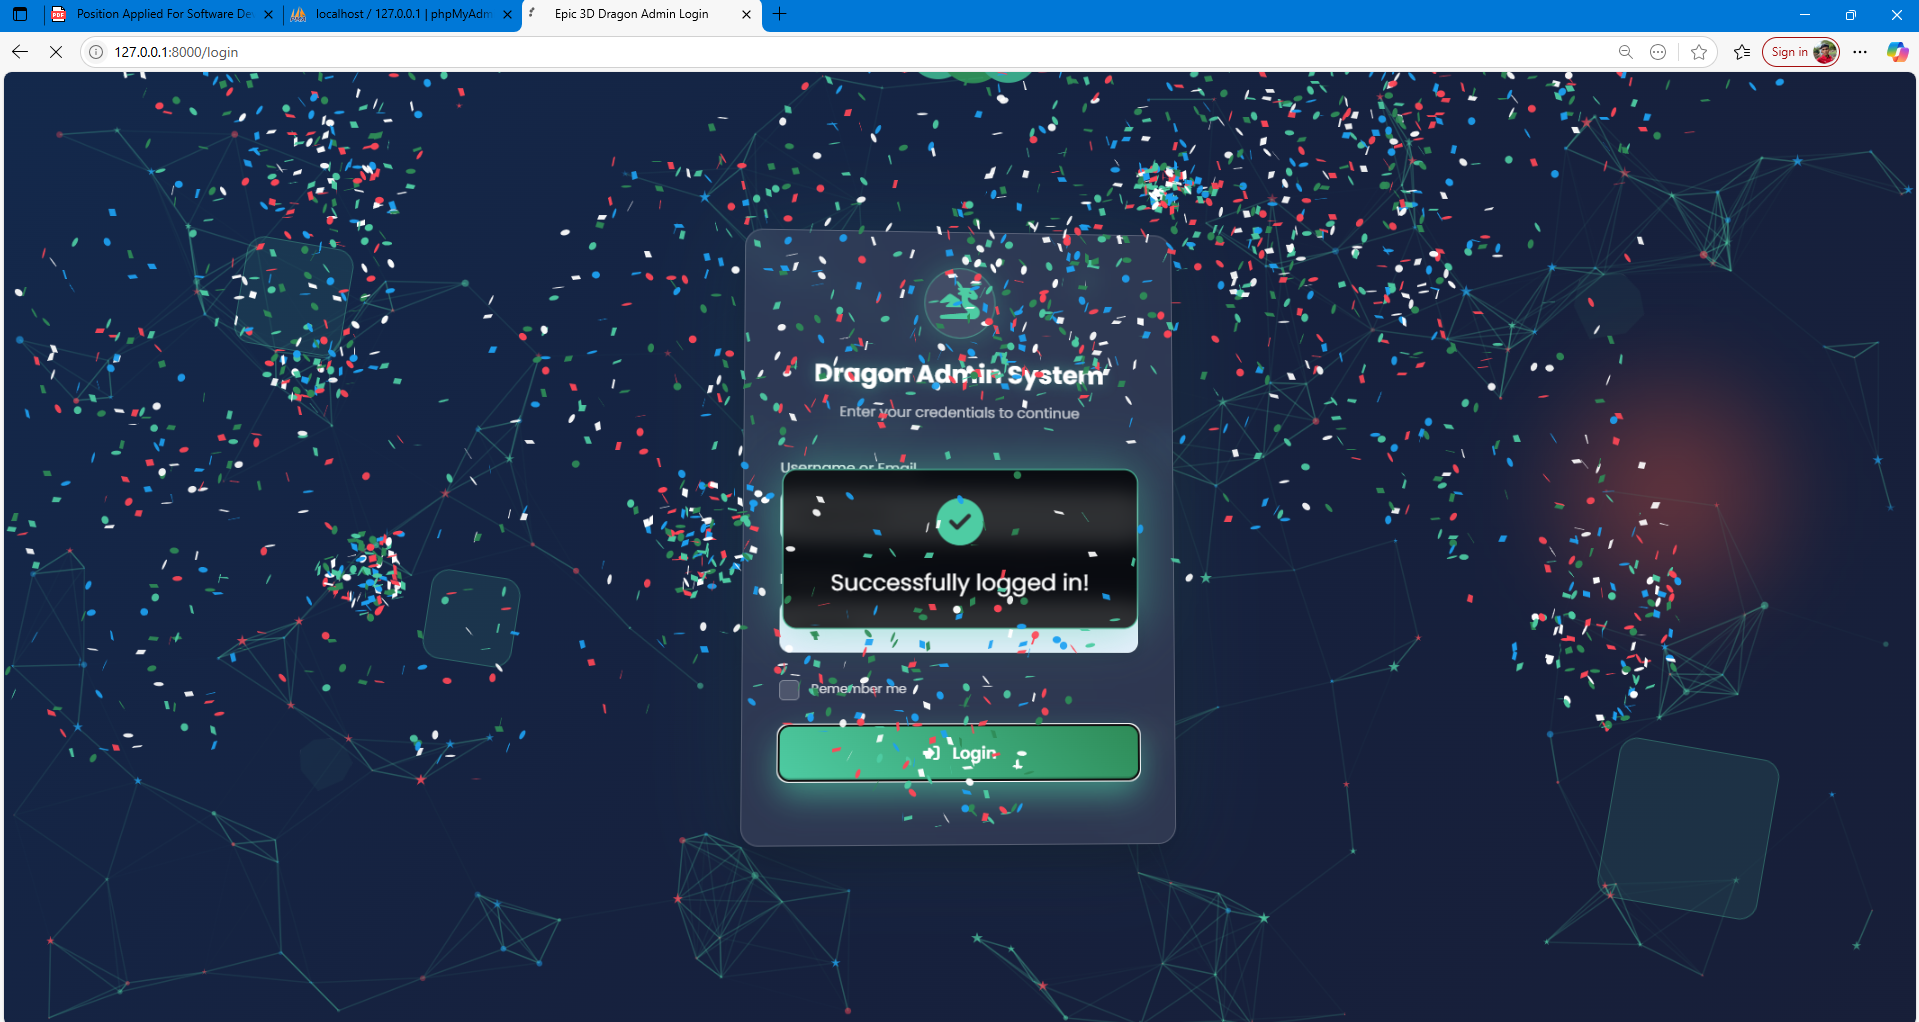 Position Applied For Software De
localhost / 127.0.0.1 | phpMyAdm
Epic 3D Dragon Admin Login
127.0.0.1:8000/login
Sign in
PDF
Dragon Admin System
Enter your credentials to continue
Username or Email
Successfully logged in!
Remember me
Login